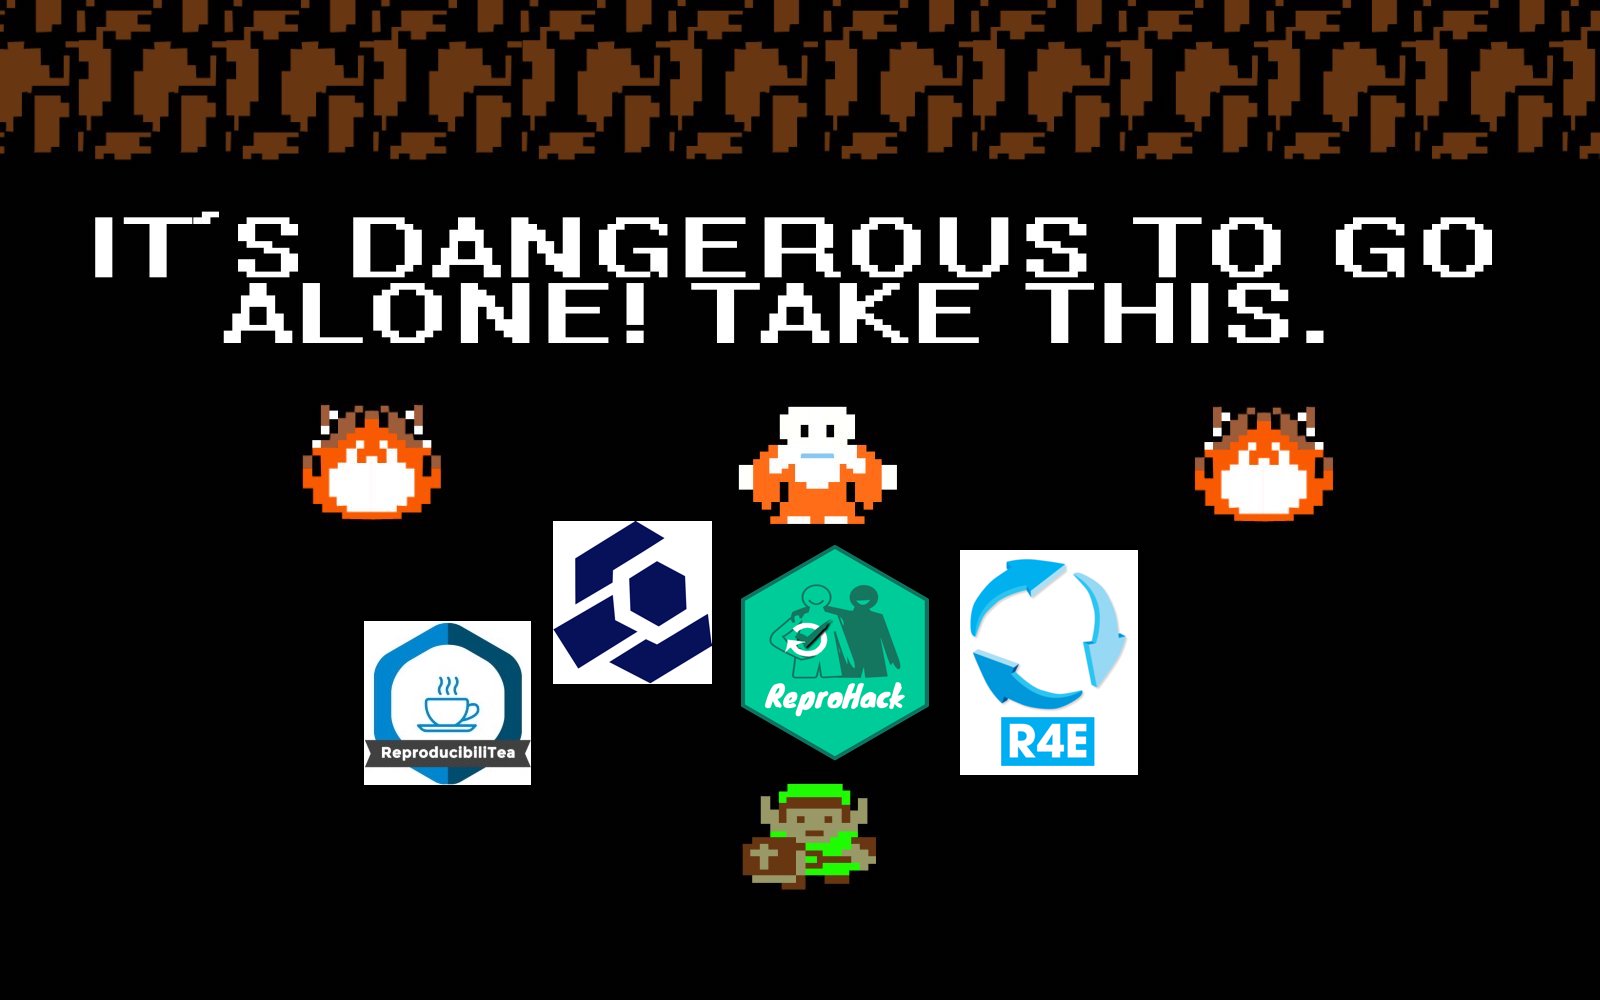 IT´S DANGEROUS TO GO
ALONE! TAKE THIS.
ReproHack
ReproducibiliTea
R4E